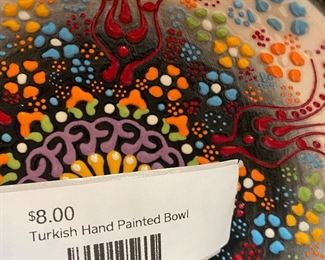 $8.00
Turkish Hand Painted Bowl